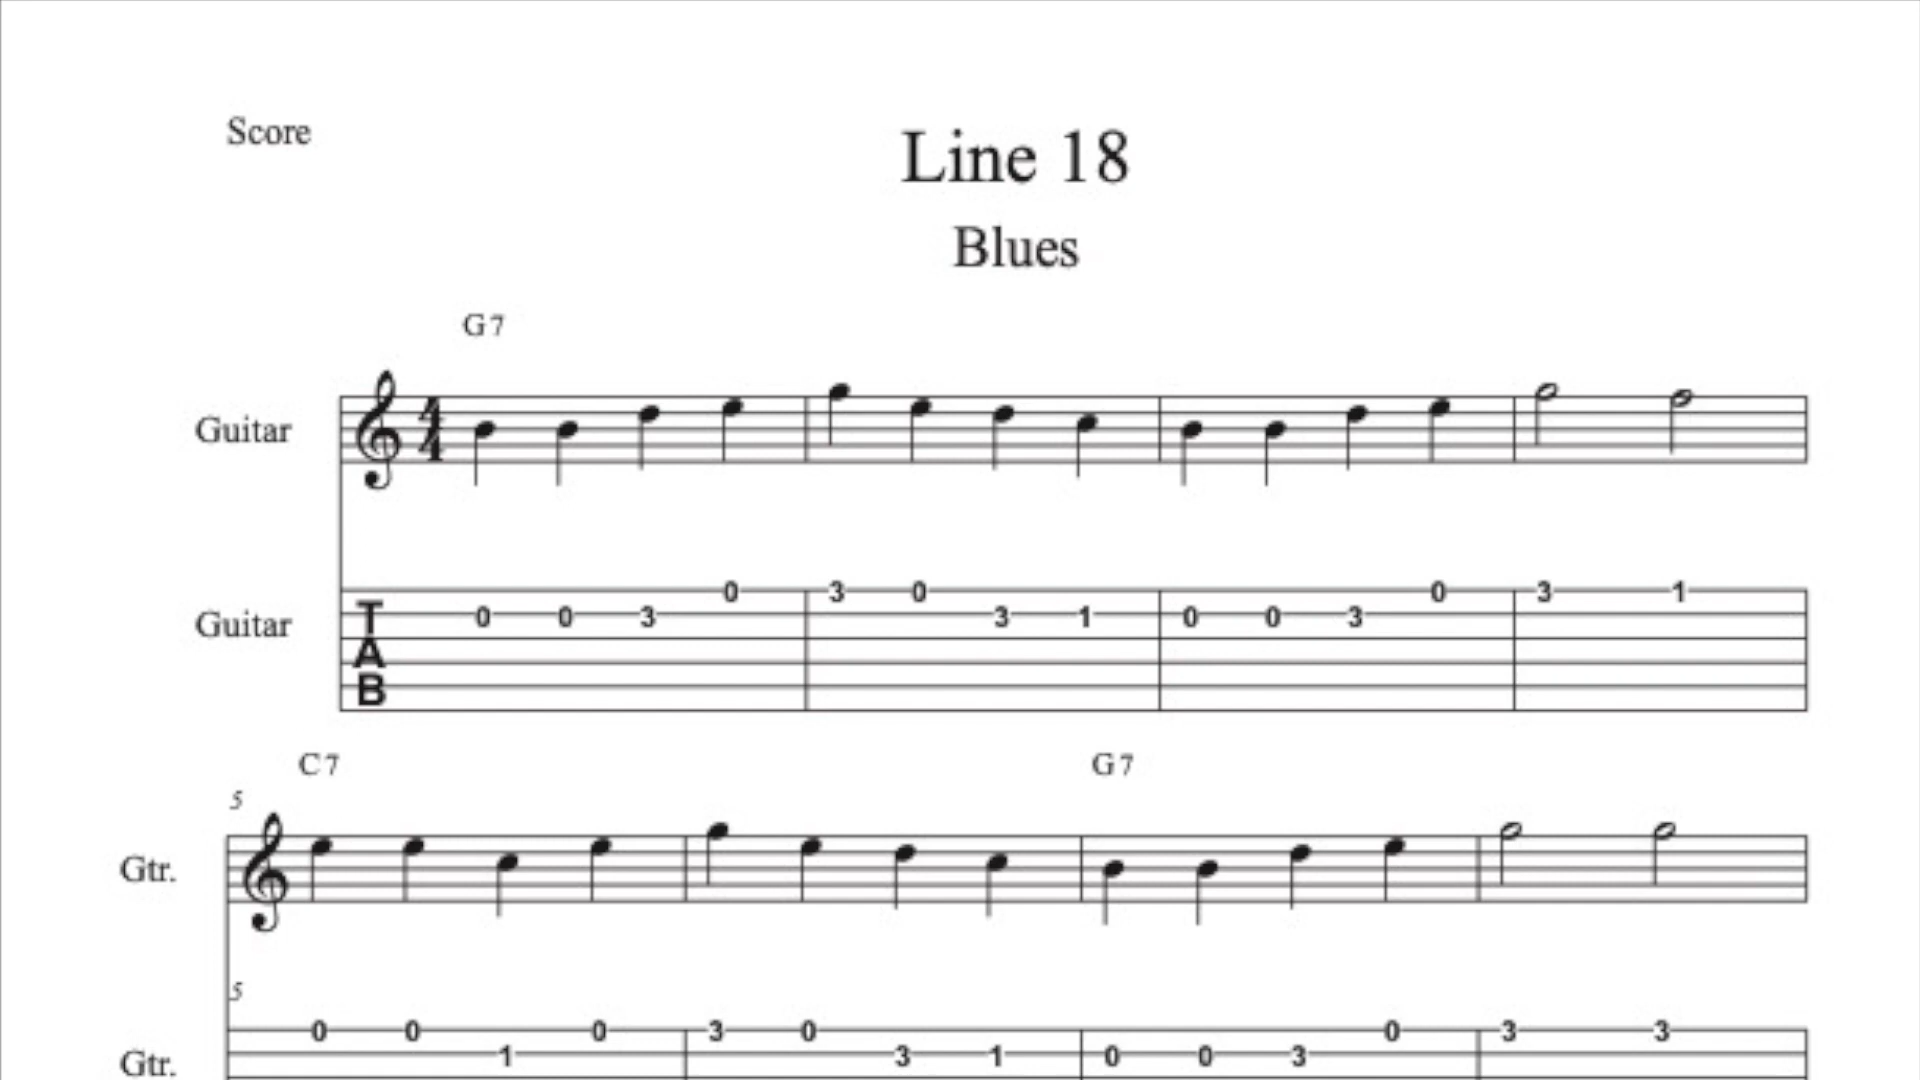 Score
Line 18
Blues
G7
Guitar
4
4
Guitar
T
A
B
0 0 3 0 3 0 3 1 0 0 3 0 3 1
C7 G7
5
Gtr.
5
Gtr.
0 0 1 0 3 0 3 1 0 0 3 0 3 3